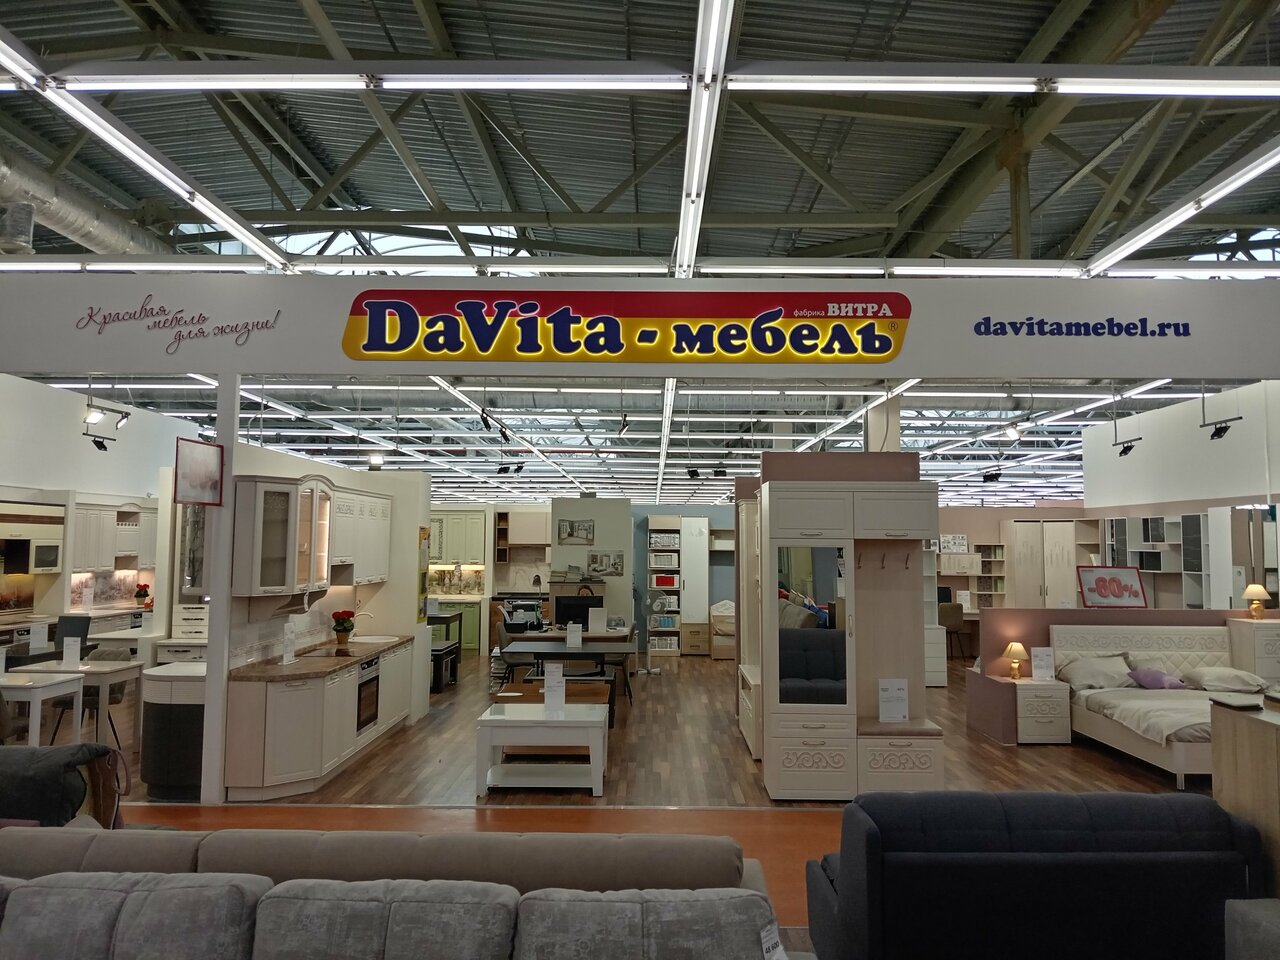 Красивая
мебель
для жизни!
фабрика ВИТРА
DaVita - мебель®
davitamebel.ru
-80%